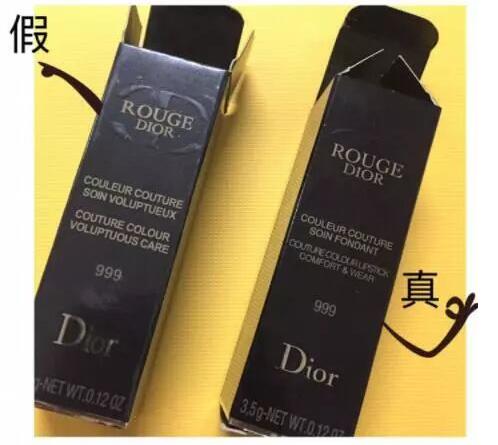 假
ROUGE
DIOR
COULEUR COUTURE
SOIN VOLUPTUEUX
COUTURE COLOUR
VOLUPTUOUS CARE
999
Dior
g-NET WT.0.12 OZ
ROUGE
DIOR
COULEUR COUTURE
SOIN FONDANT
COUTURE COLOUR LIPSTICK
COMFORT & WEAR
999
真
Dior
3,5g-NET WT.0.12 OZ